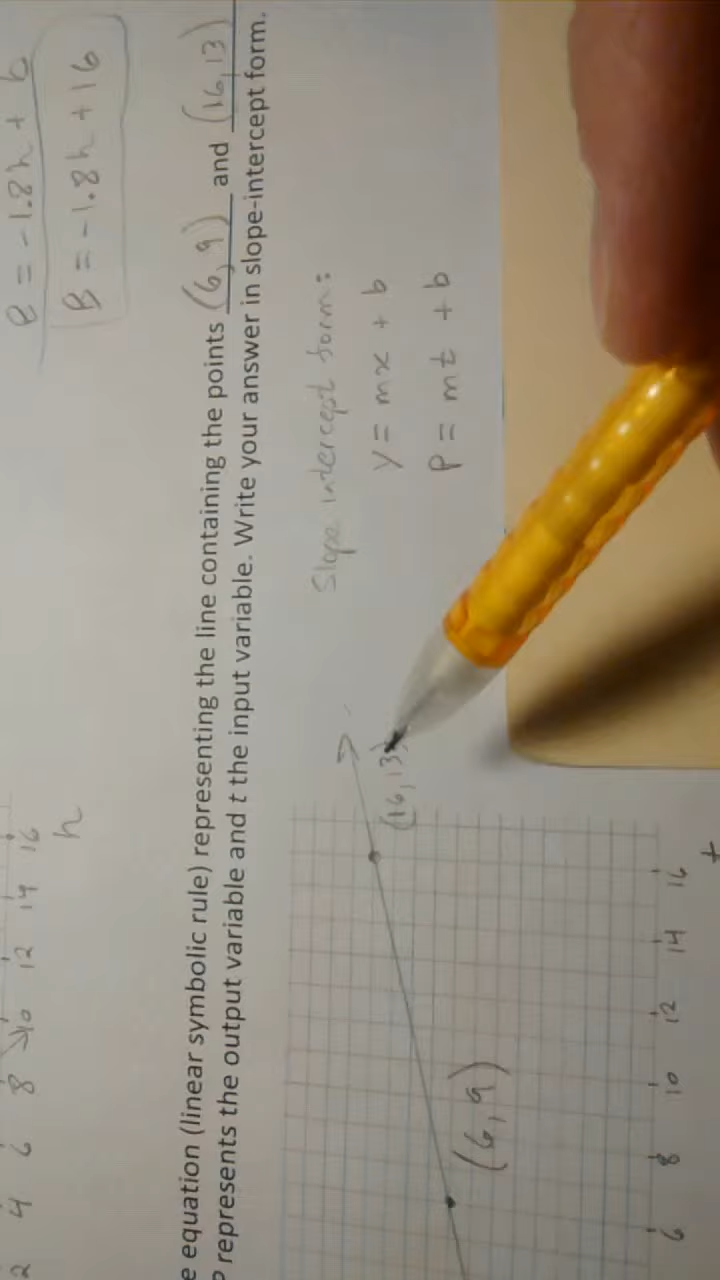 B = -1.8h + b
B = -1.8h + 16
e equation (linear symbolic rule) representing the line containing the points (6,9) and (16,13)
P represents the output variable and t the input variable. Write your answer in slope-intercept form.
Slope intercept form:
y = mx + b
P = mt + b
(16,13)
(6,9)
2 4 6 8 10 12 14 16
h
6 8 10 12 14 16
t